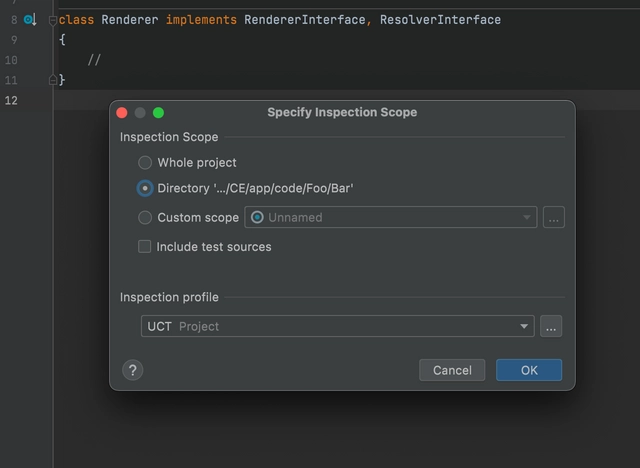 8 class Renderer implements RendererInterface, ResolverInterface
9 {
10 //
11 }
12
Specify Inspection Scope
Inspection Scope
Whole project
Directory '.../CE/app/code/Foo/Bar'
Custom scope Unnamed ...
Include test sources
Inspection profile
UCT Project ...
? Cancel OK